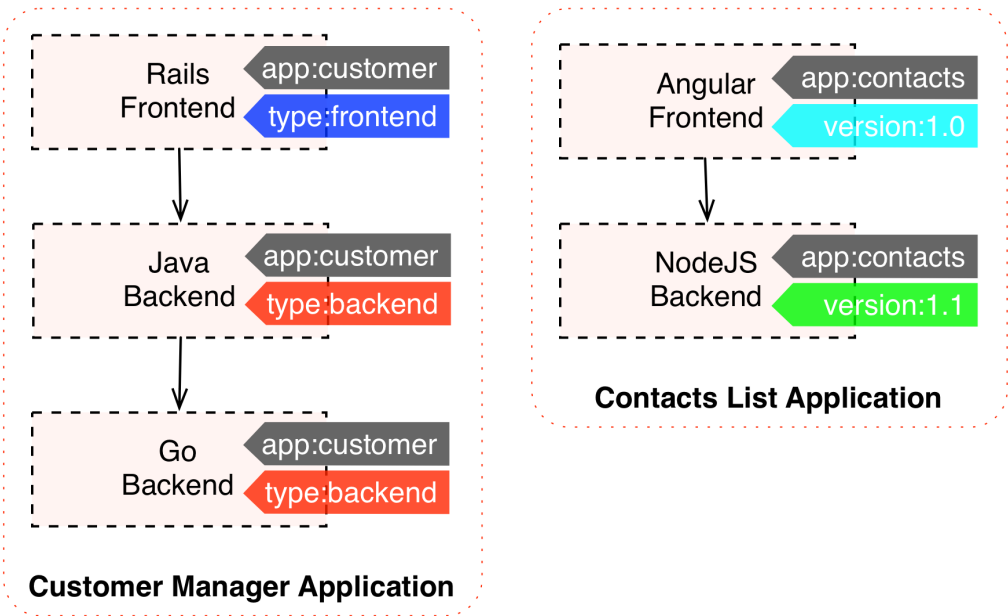 Rails
Frontend
app:customer
type:frontend
Java
Backend
app:customer
type:backend
Go
Backend
app:customer
type:backend
Customer Manager Application
Angular
Frontend
app:contacts
version:1.0
NodeJS
Backend
app:contacts
version:1.1
Contacts List Application